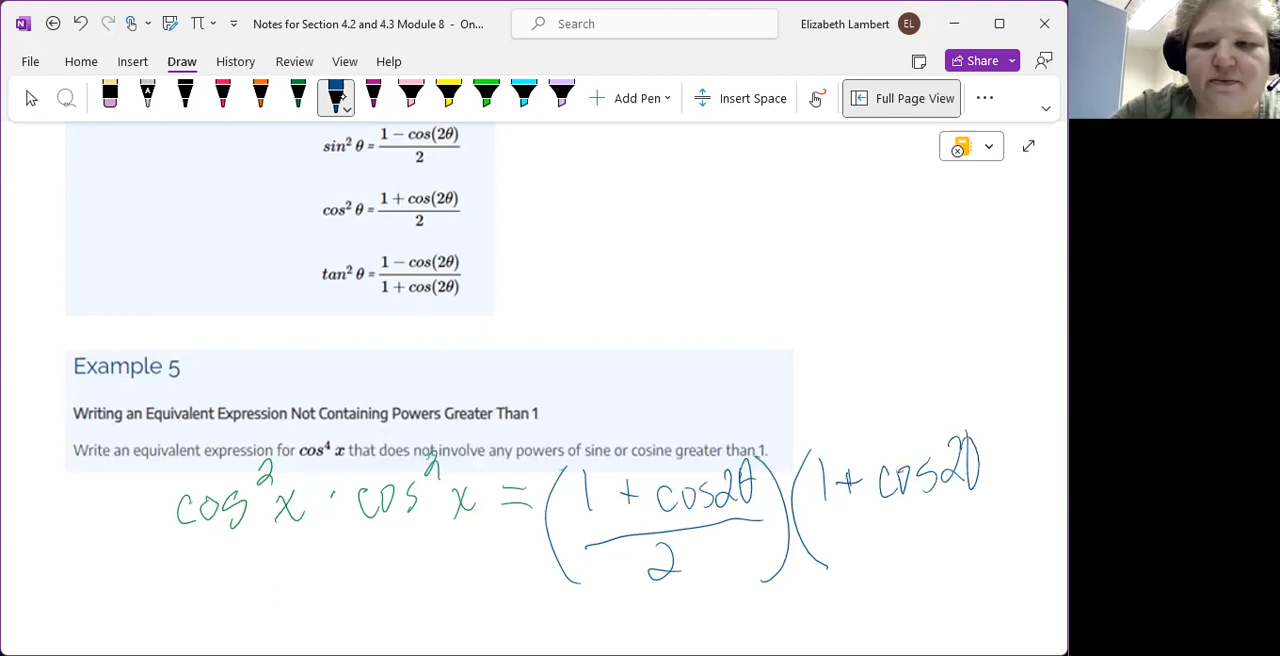 Notes for Section 4.2 and 4.3 Module 8 - On...
Search
Elizabeth Lambert EL
File Home Insert Draw History Review View Help
Share
A
Add Pen
Insert Space
Full Page View
sin² θ = (1 − cos(2θ))/2
cos² θ = (1 + cos(2θ))/2
tan² θ = (1 − cos(2θ))/(1 + cos(2θ))
Example 5
Writing an Equivalent Expression Not Containing Powers Greater Than 1
Write an equivalent expression for cos⁴ x that does not involve any powers of sine or cosine greater than 1.
cos² x · cos² x = ((1 + cos2θ)/2) (1 + cos2θ